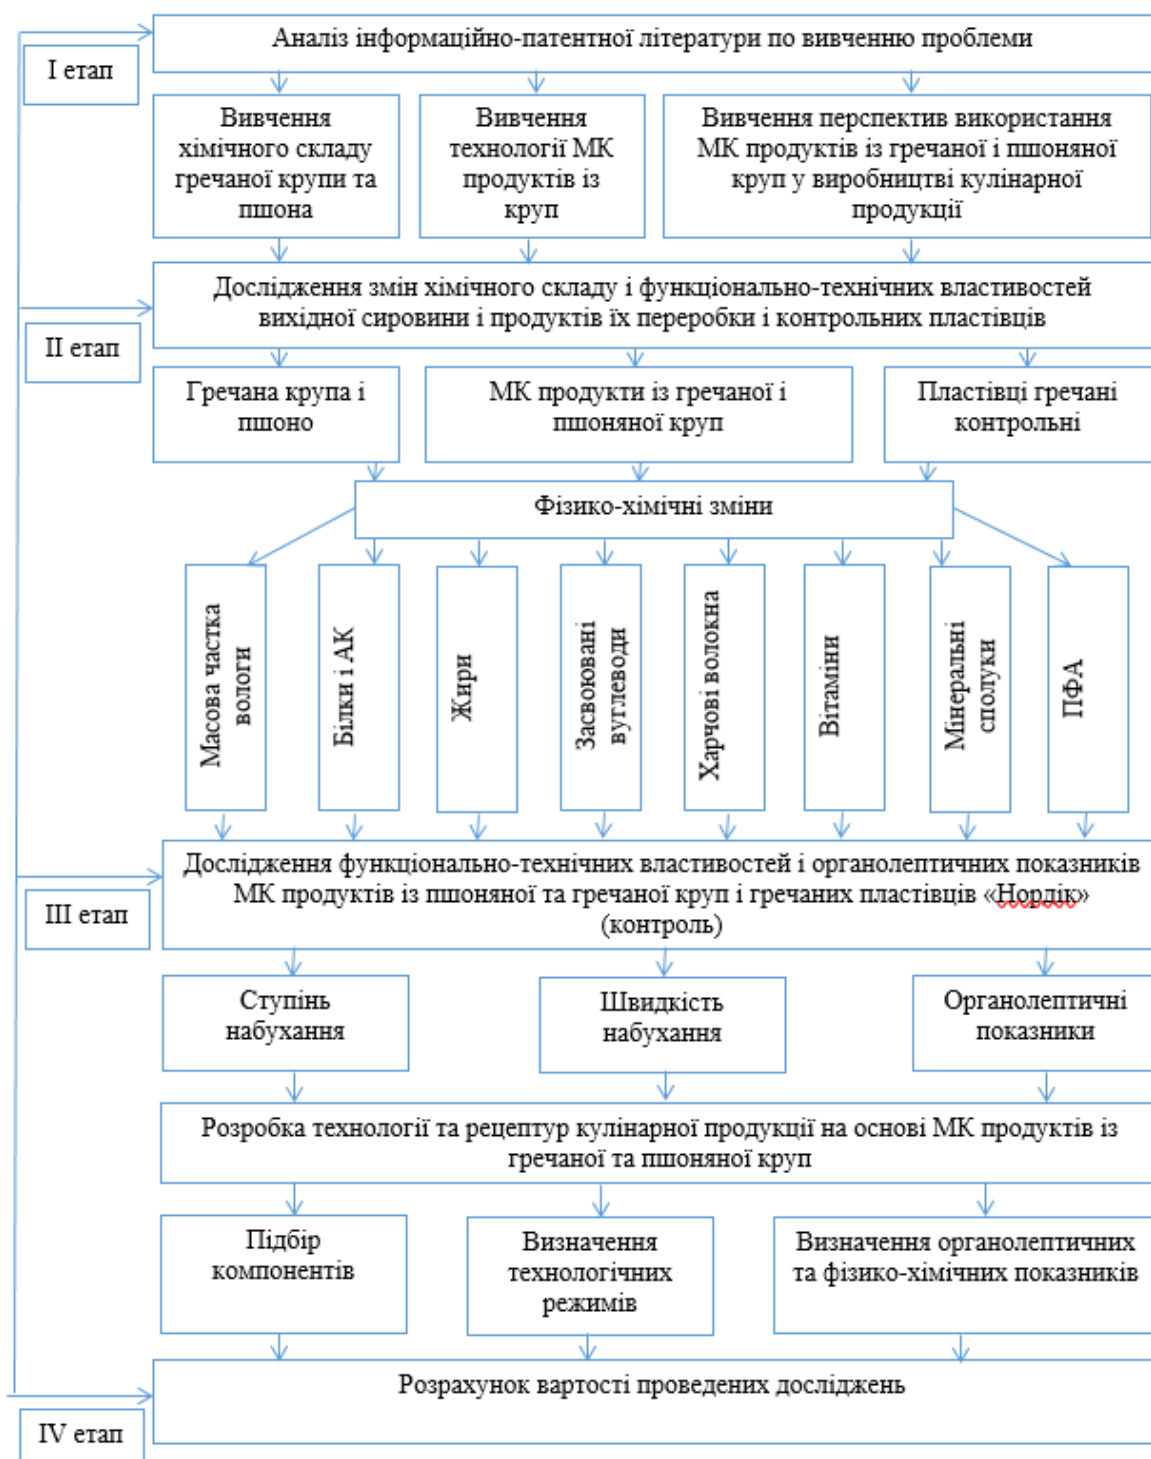 Аналіз інформаційно-патентної літератури по вивченню проблеми
І етап
Вивчення
хімічного складу
гречаної крупи та
пшона
Вивчення
технології МК
продуктів із
круп
Вивчення перспектив використання
МК продуктів із гречаної і пшоняної
круп у виробництві кулінарної
продукції
Дослідження змін хімічного складу і функціонально-технічних властивостей
вихідної сировини і продуктів їх переробки і контрольних пластівців
ІІ етап
Гречана крупа і
пшоно
МК продукти із гречаної і
пшоняної круп
Пластівці гречані
контрольні
Фізико-хімічні зміни
Масова частка
вологи
Білки і АК
Жири
Засвоювані
вуглеводи
Харчові волокна
Вітаміни
Мінеральні
сполуки
ПФА
Дослідження функціонально-технічних властивостей і органолептичних показників
МК продуктів із пшоняної та гречаної круп і гречаних пластівців «Нордік»
(контроль)
ІІІ етап
Ступінь
набухання
Швидкість
набухання
Органолептичні
показники
Розробка технології та рецептур кулінарної продукції на основі МК продуктів із
гречаної та пшоняної круп
Підбір
компонентів
Визначення
технологічних
режимів
Визначення органолептичних
та фізико-хімічних показників
Розрахунок вартості проведених досліджень
IV етап